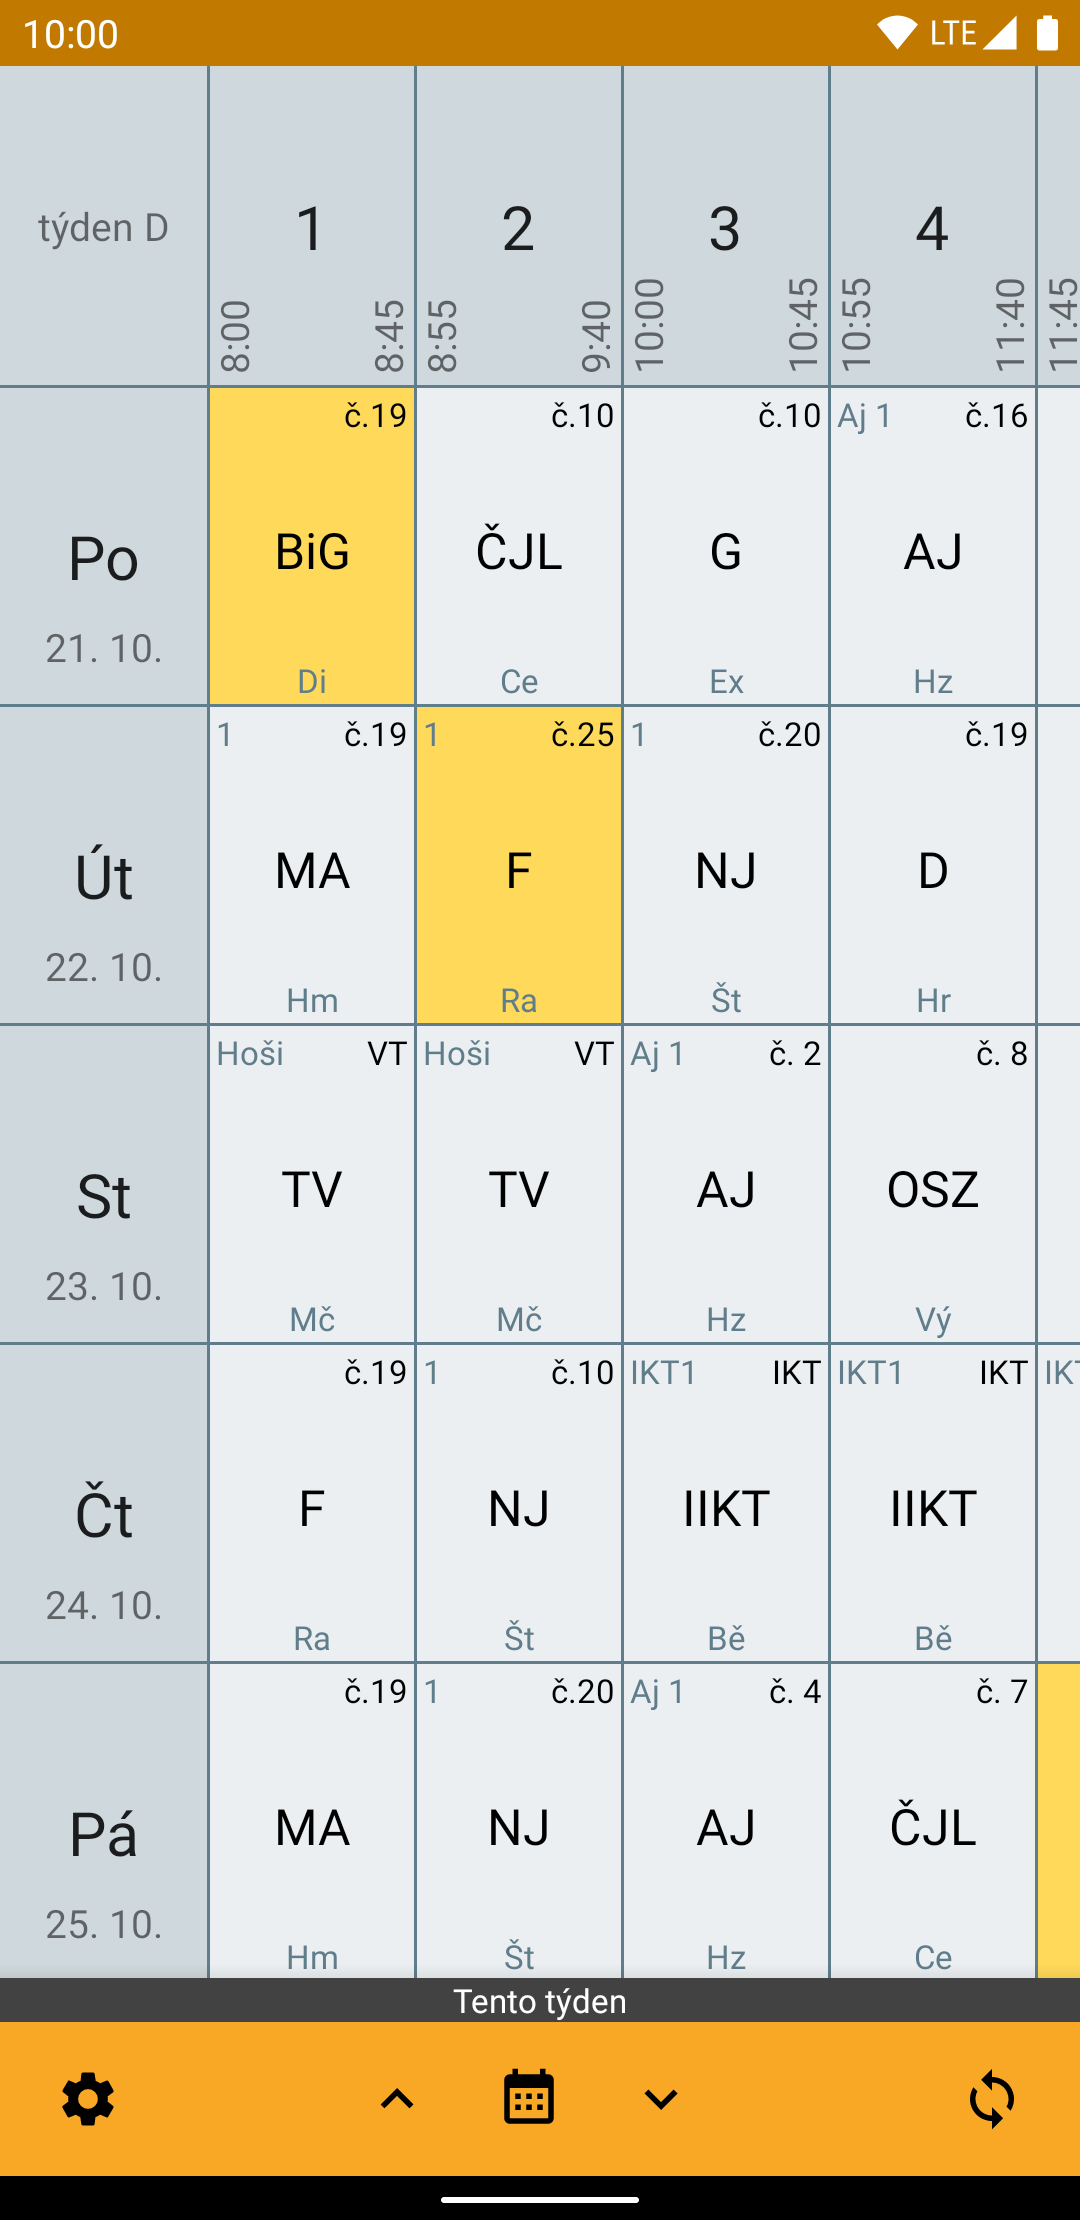 10:00
LTE
týden D
1
2
3
4
8:00
8:45
8:55
9:40
10:00
10:45
10:55
11:40
11:45
Po
21. 10.
č.19
BiG
Di
č.10
ČJL
Ce
č.10
G
Ex
Aj 1
č.16
AJ
Hz
Út
22. 10.
1
č.19
MA
Hm
1
č.25
F
Ra
1
č.20
NJ
Št
č.19
D
Hr
St
23. 10.
Hoši
VT
TV
Mč
Hoši
VT
TV
Mč
Aj 1
č. 2
AJ
Hz
č. 8
OSZ
Vý
Čt
24. 10.
č.19
F
Ra
1
č.10
NJ
Št
IKT1
IKT
IIKT
Bě
IKT1
IKT
IIKT
Bě
Pá
25. 10.
č.19
MA
Hm
1
č.20
NJ
Št
Aj 1
č. 4
AJ
Hz
č. 7
ČJL
Ce
Tento týden